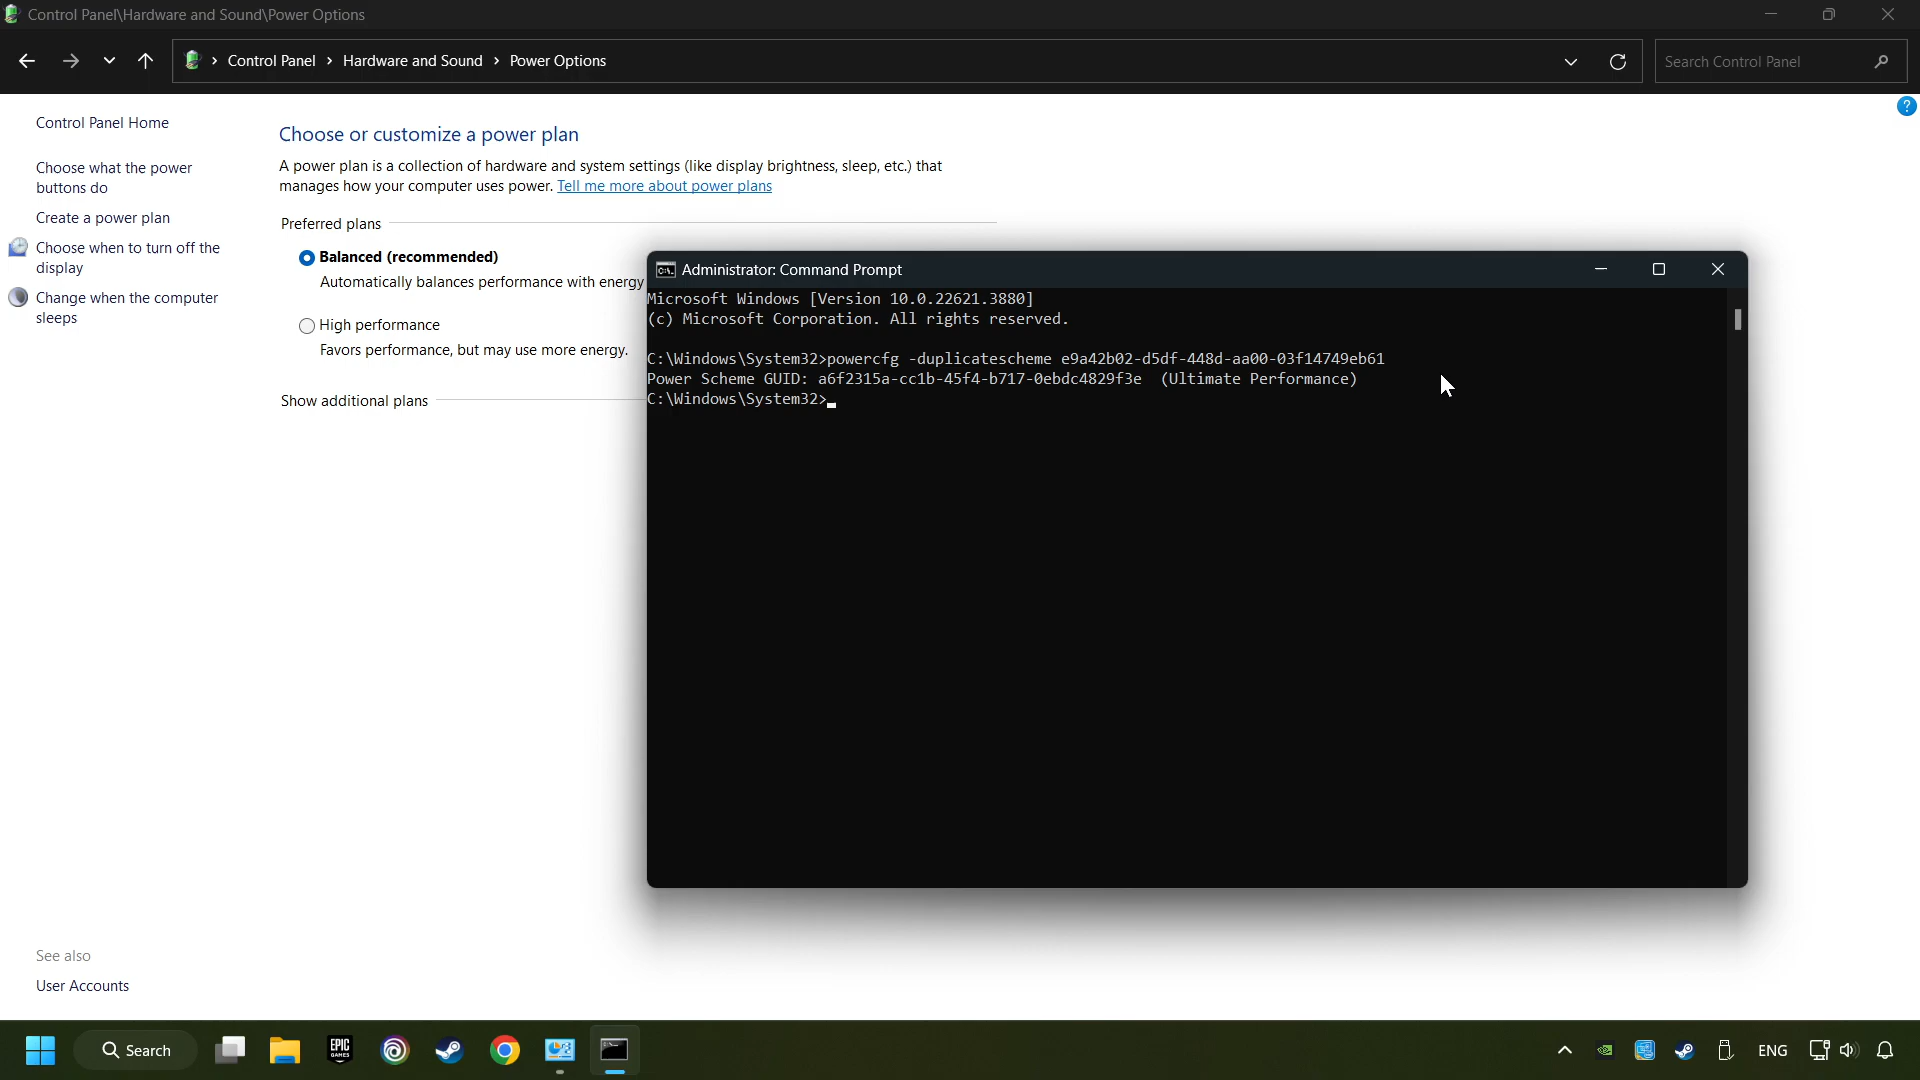 Control Panel\Hardware and Sound\Power Options
Control Panel > Hardware and Sound > Power Options
Search Control Panel
Control Panel Home
Choose what the power
buttons do
Create a power plan
Choose when to turn off the
display
Change when the computer
sleeps
Choose or customize a power plan
A power plan is a collection of hardware and system settings (like display brightness, sleep, etc.) that
manages how your computer uses power. Tell me more about power plans
Preferred plans
Balanced (recommended)
Automatically balances performance with energy
High performance
Favors performance, but may use more energy.
Show additional plans
Administrator: Command Prompt
Microsoft Windows [Version 10.0.22621.3880]
(c) Microsoft Corporation. All rights reserved.
C:\Windows\System32>powercfg -duplicatescheme e9a42b02-d5df-448d-aa00-03f14749eb61
Power Scheme GUID: a6f2315a-cc1b-45f4-b717-0ebdc4829f3e  (Ultimate Performance)
C:\Windows\System32>
See also
User Accounts
Search
EPIC
GAMES
ENG